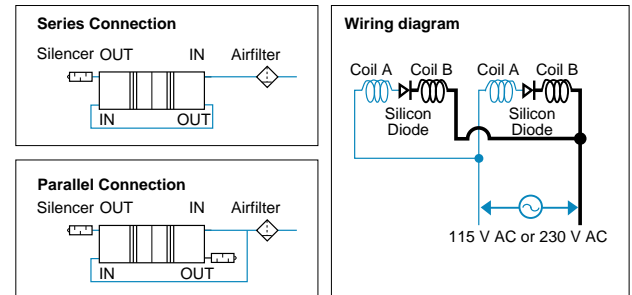 Series Connection
Silencer OUT IN Airfilter
IN OUT
Parallel Connection
Silencer OUT IN Airfilter
IN OUT
Wiring diagram
Coil A Coil B Coil A Coil B
Silicon Diode Silicon Diode
115 V AC or 230 V AC